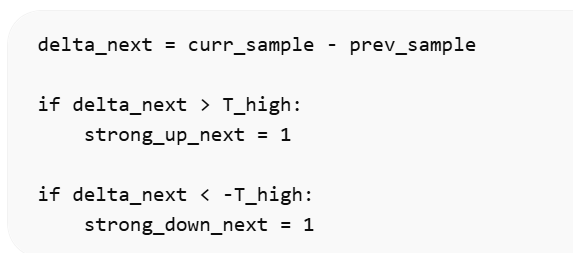 delta_next = curr_sample - prev_sample
if delta_next > T_high:
    strong_up_next = 1
if delta_next < -T_high:
    strong_down_next = 1